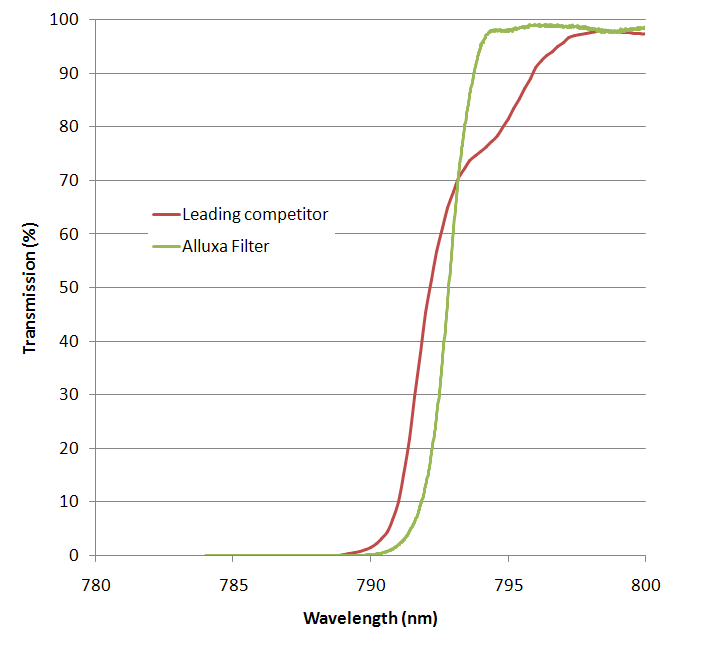 100
90
80
70
60
50
40
30
20
10
0
Transmission (%)
Leading competitor
Alluxa Filter
780 785 790 795 800
Wavelength (nm)